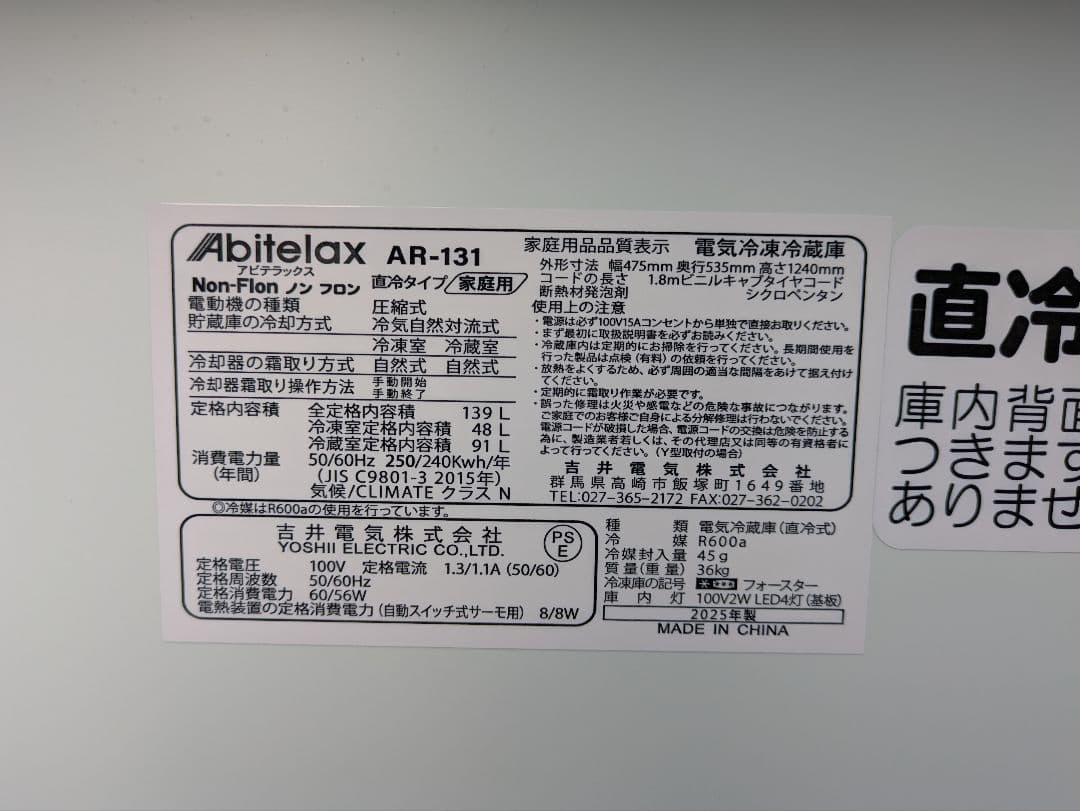 Abitelax AR-131
アビテラックス
Non-Flon ノン フロン 直冷タイプ/家庭用
電動機の種類 圧縮式
貯蔵庫の冷却方式 冷気自然対流式
冷凍室 冷蔵室
冷却器の霜取り方式 自然式 自然式
冷却器霜取り操作方法 手動開始
手動終了
定格内容積 全定格内容積 139 L
冷凍室定格内容積 48 L
冷蔵室定格内容積 91 L
消費電力量 50/60Hz 250/240Kwh/年
(年間) (JIS C9801-3 2015年)
気候/CLIMATE クラス N
◎冷媒はR600aの使用を行っています。
家庭用品品質表示 電気冷凍冷蔵庫
外形寸法 幅475mm 奥行535mm 高さ1240mm
コードの長さ 1.8mビニルキャブタイヤコード
断熱材発泡剤 シクロペンタン
使用上の注意
・電源は必ず100V15Aコンセントから単独で直接お取りください。
・まず最初に取扱説明書を必ずお読みください。
・冷蔵庫内は定期的にお掃除を行ってください。長期間使用を
行った製品は点検(有料)の依頼を行ってください。
・放熱をよくするため、必ず周囲の適当な間隔をあけて据え付け
てください。
・定期的に霜取り作業が必要です。
・誤った修理は火災や感電などの危険な事故につながります。
ご家庭でのお客様ご自身による分解修理は行わないでください。
電源コードが破損した場合、電源コードの交換は危険を防止する
為に、製造業者若しくは、その代理店又は同等の有資格者に
よって行ってください。(Y型取付の場合)
吉井電気株式会社
群馬県高崎市飯塚町1649番地
TEL:027-365-2172 FAX:027-362-0202
吉井電気株式会社
YOSHII ELECTRIC CO.,LTD.
PS
E
定格電圧 100V 定格電流 1.3/1.1A (50/60)
定格周波数 50/60Hz
定格消費電力 60/56W
電熱装置の定格消費電力(自動スイッチ式サーモ用) 8/8W
種類 電気冷蔵庫(直冷式)
冷媒 R600a
冷媒封入量 45g
質量(重量) 36kg
冷凍庫の記号 フォースター
庫内灯 100V2W LED4灯(基板)
2025年製
MADE IN CHINA
直冷
庫内背面
つきます
ありませ